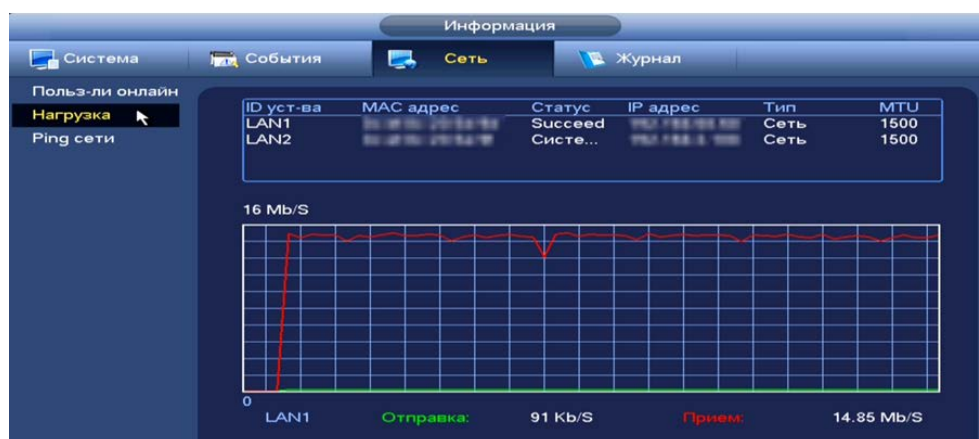 Информация
Система События Сеть Журнал
Польз-ли онлайн
Нагрузка
Ping сети
ID уст-ва MAC адрес Статус IP адрес Тип MTU
LAN1 Succeed Сеть 1500
LAN2 Систе... Сеть 1500
16 Mb/S
0
LAN1 Отправка: 91 Kb/S Прием: 14.85 Mb/S